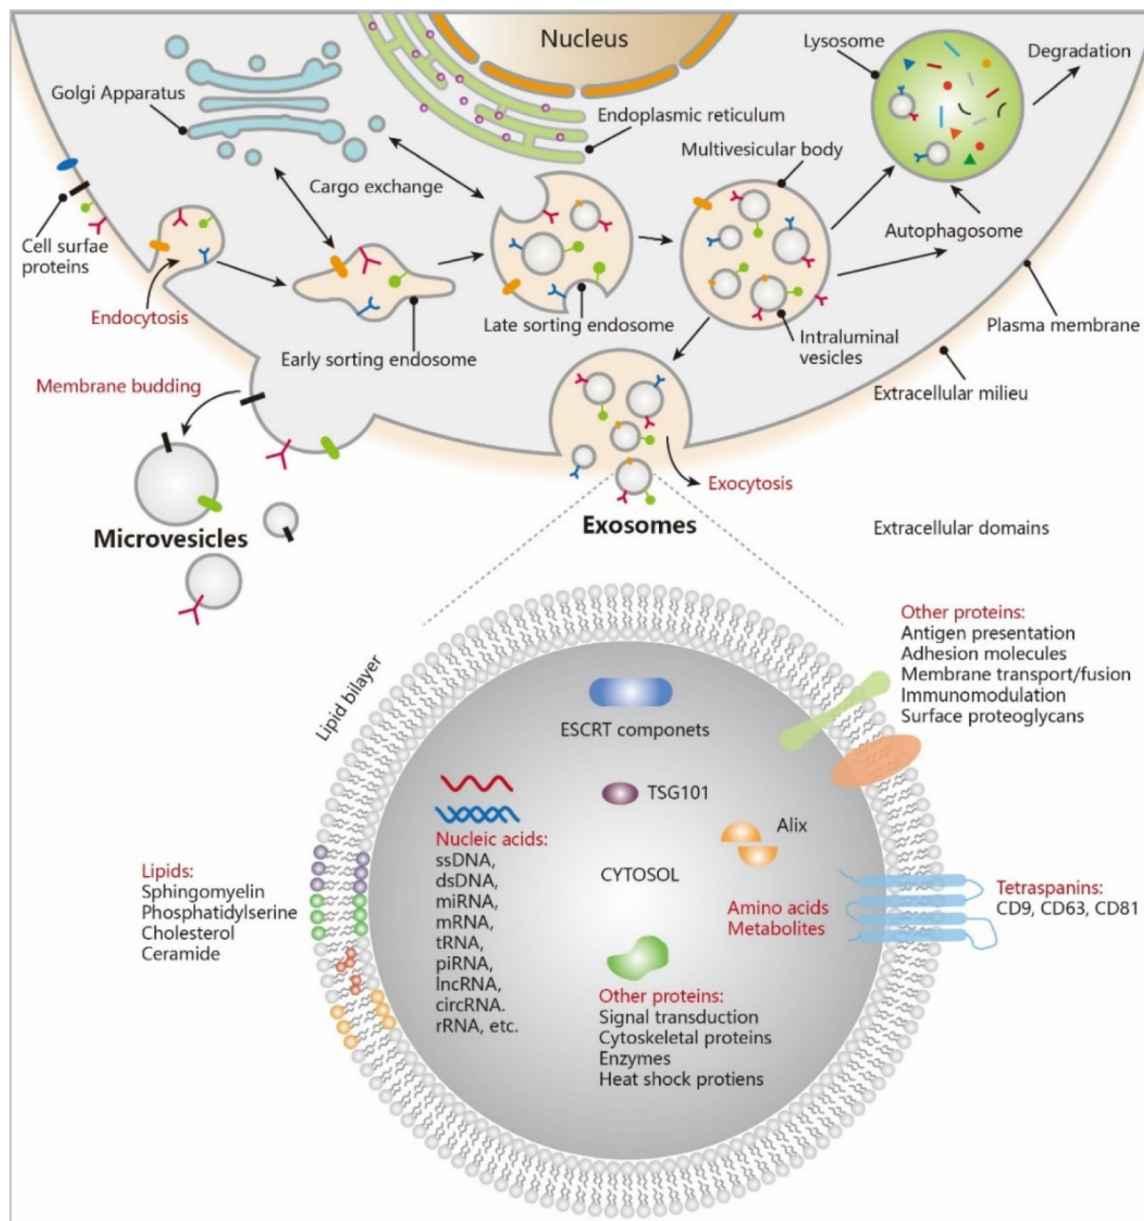 Nucleus
Lysosome
Degradation
Golgi Apparatus
Endoplasmic reticulum
Multivesicular body
Cargo exchange
Autophagosome
Cell surfae
proteins
Endocytosis
Late sorting endosome
Intraluminal
vesicles
Plasma membrane
Early sorting endosome
Membrane budding
Extracellular milieu
Exocytosis
Microvesicles
Exosomes
Extracellular domains
Other proteins:
Antigen presentation
Adhesion molecules
Membrane transport/fusion
Immunomodulation
Surface proteoglycans
Lipid bilayer
ESCRT componets
TSG101
Alix
Nucleic acids:
ssDNA,
dsDNA,
miRNA,
mRNA,
tRNA,
piRNA,
lncRNA,
circRNA.
rRNA, etc.
CYTOSOL
Lipids:
Sphingomyelin
Phosphatidylserine
Cholesterol
Ceramide
Amino acids
Metabolites
Tetraspanins:
CD9, CD63, CD81
Other proteins:
Signal transduction
Cytoskeletal proteins
Enzymes
Heat shock protiens